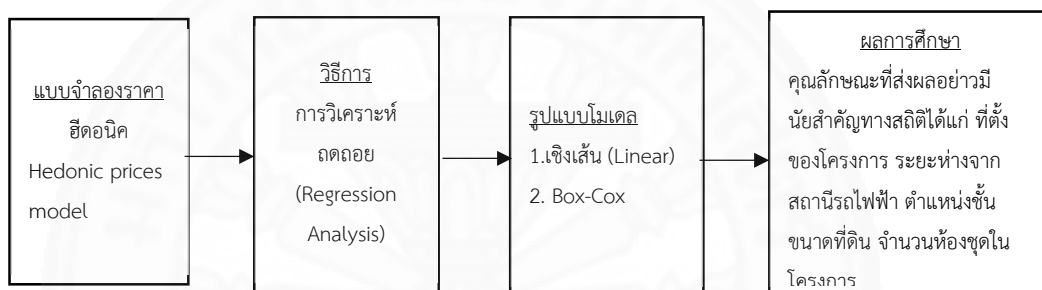 แบบจำลองราคา
ฮีดอนิค
Hedonic prices
model
วิธีการ
การวิเคราะห์
ถดถอย
(Regression
Analysis)
รูปแบบโมเดล
1.เชิงเส้น (Linear)
2. Box-Cox
ผลการศึกษา
คุณลักษณะที่ส่งผลอย่าวมี
นัยสำคัญทางสถิติได้แก่ ที่ตั้ง
ของโครงการ ระยะห่างจาก
สถานีรถไฟฟ้า ตำแหน่งชั้น
ขนาดที่ดิน จำนวนห้องชุดใน
โครงการ